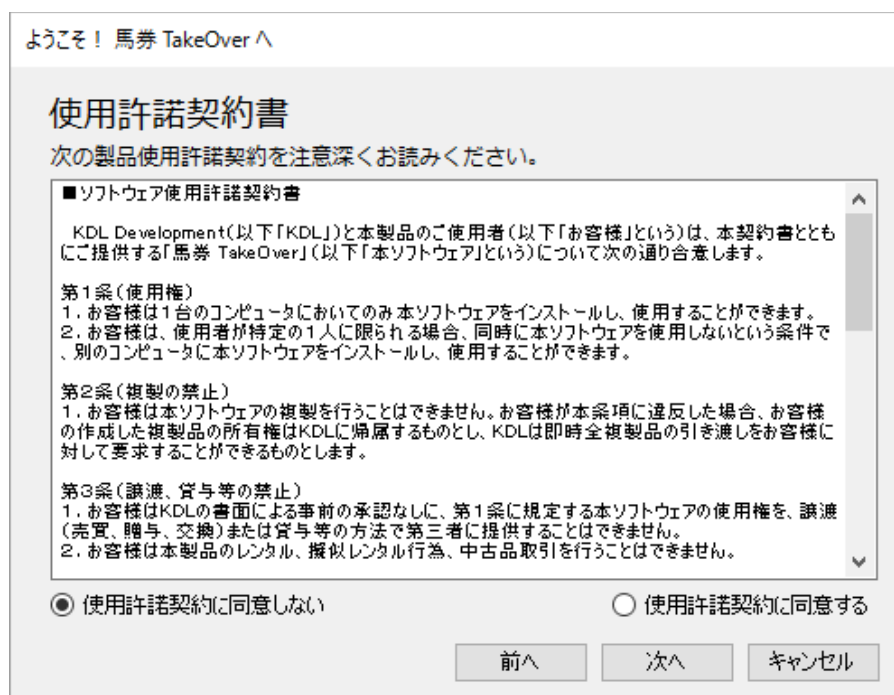 ようこそ！ 馬券 TakeOver へ
使用許諾契約書
次の製品使用許諾契約を注意深くお読みください。
■ソフトウェア使用許諾契約書
KDL Development(以下「KDL」)と本製品のご使用者(以下「お客様」という)は、本契約書ととも
にご提供する「馬券 TakeOver」(以下「本ソフトウェア」という)について次の通り合意します。
第1条(使用権)
1．お客様は1台のコンピュータにおいてのみ本ソフトウェアをインストールし、使用することができます。
2．お客様は、使用者が特定の1人に限られる場合、同時に本ソフトウェアを使用しないという条件で
、別のコンピュータに本ソフトウェアをインストールし、使用することができます。
第2条(複製の禁止)
1．お客様は本ソフトウェアの複製を行うことはできません。お客様が本条項に違反した場合、お客様
の作成した複製品の所有権はKDLに帰属するものとし、KDLは即時全複製品の引き渡しをお客様に
対して要求することができるものとします。
第3条(譲渡、貸与等の禁止)
1．お客様はKDLの書面による事前の承認なしに、第1条に規定する本ソフトウェアの使用権を、譲渡
(売買、贈与、交換)または貸与等の方法で第三者に提供することはできません。
2．お客様は本製品のレンタル、擬似レンタル行為、中古品取引を行うことはできません。
使用許諾契約に同意しない
使用許諾契約に同意する
前へ
次へ
キャンセル